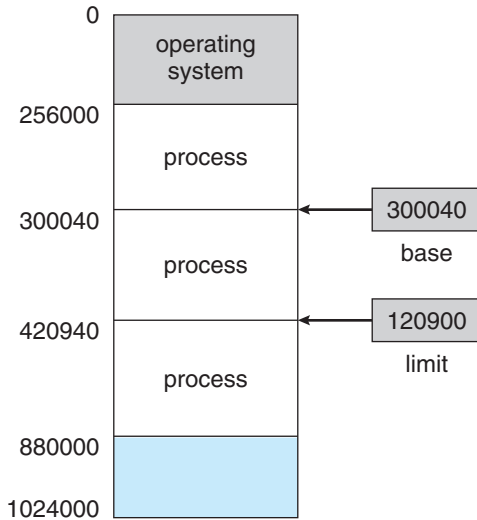 0
operating
system
256000
process
300040
300040
base
process
420940
120900
limit
process
880000
1024000